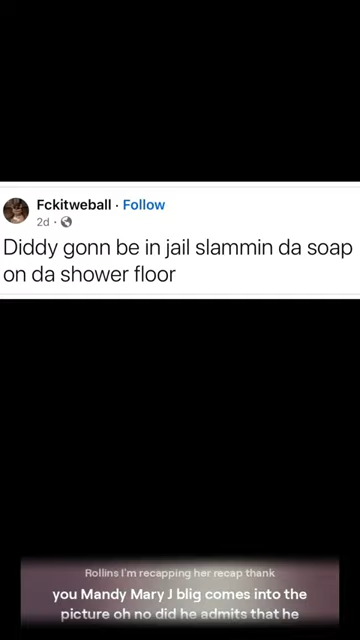 Fckitweball · Follow
2d ·
Diddy gonn be in jail slammin da soap
on da shower floor
Rollins I'm recapping her recap thank
you Mandy Mary J blig comes into the
picture oh no did he admits that he